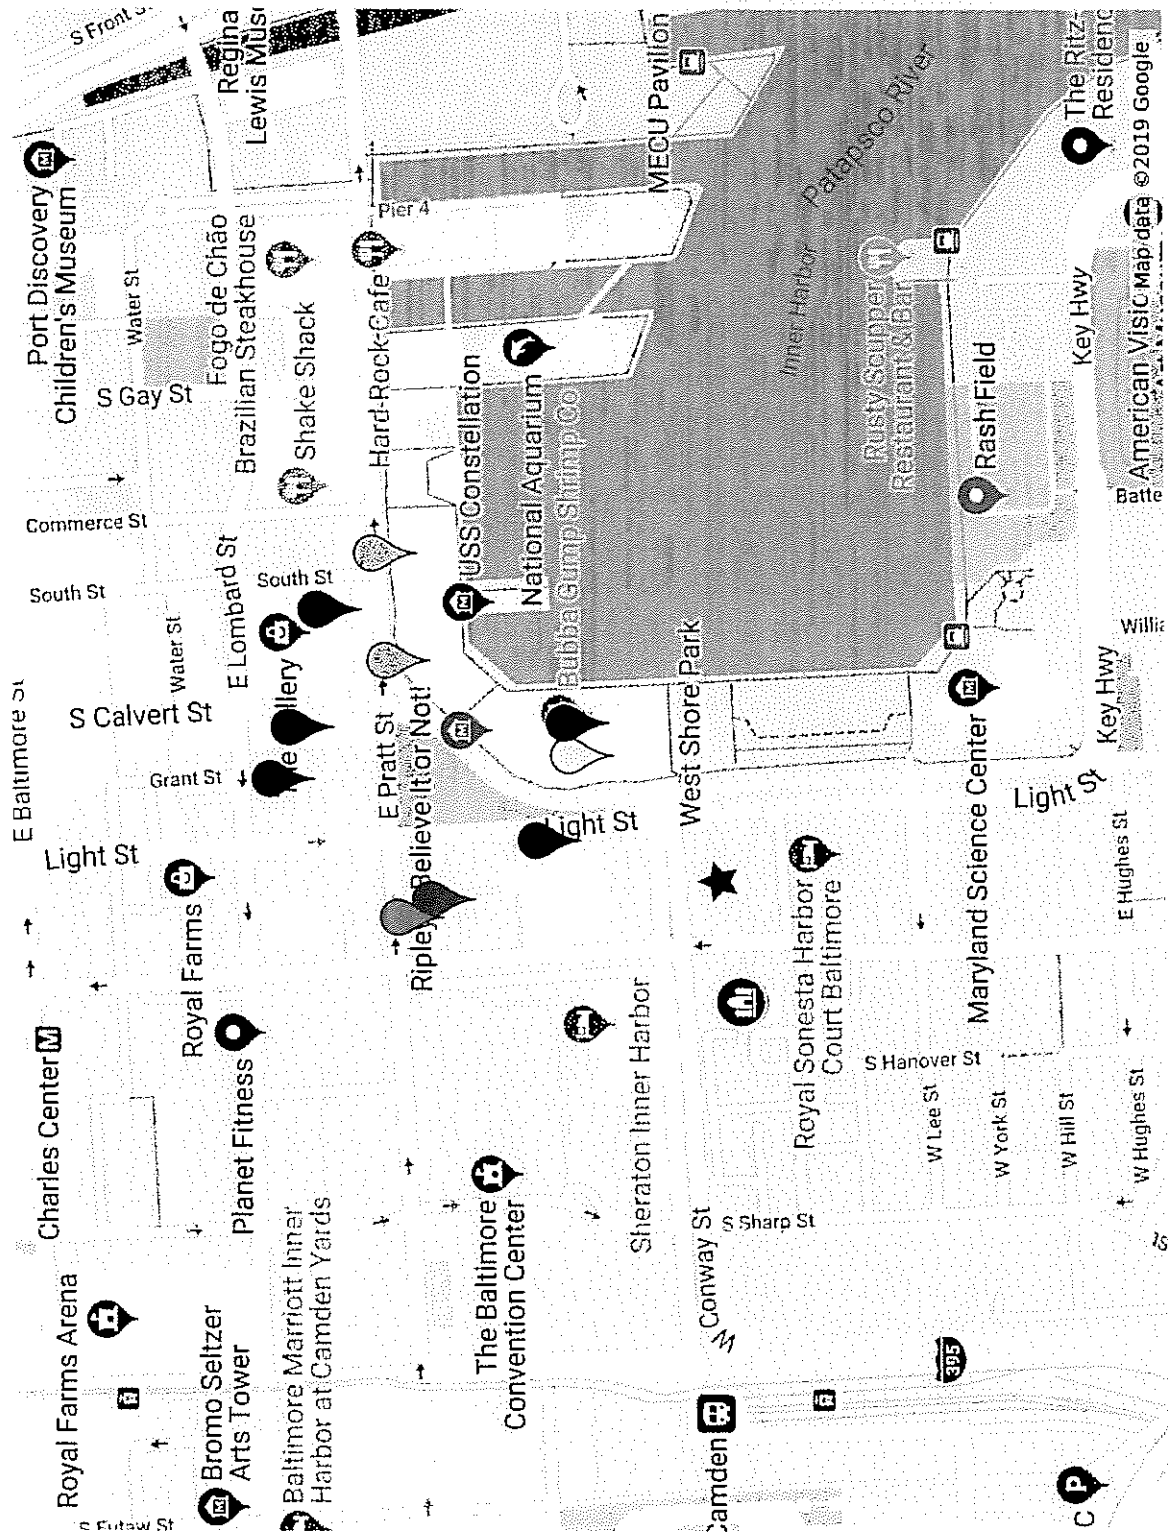 S Front St
Regina
Lewis Mus
Port Discovery
Children's Museum
MECU Pavilion
Patapsco River
The Ritz-
Residenc
Pier 4
Water St
Fogo de Chão
Brazilian Steakhouse
Shake Shack
Hard Rock Cafe
S Gay St
USS Constellation
National Aquarium
Bubba Gump Shrimp Co
Inner Harbor
Rusty Scupper
Restaurant & Bar
Rash Field
Key Hwy
American Visio
Map data ©2019 Google
Batte
Commerce St
South St
South St
Water St
E Lombard St
llery
E Baltimore St
S Calvert St
Grant St
E Pratt St
Ripley Believe It or Not!
West Shore Park
Willia
Key Hwy
Light St
Maryland Science Center
Light St
Light St
Royal Farms
Royal Sonesta Harbor
Court Baltimore
E Hughes St
Charles Center M
Planet Fitness
Sheraton Inner Harbor
S Hanover St
W Lee St
W York St
W Hill St
W Hughes St
The Baltimore
Convention Center
W Conway St
S Sharp St
Royal Farms Arena
Bromo Seltzer
Arts Tower
Baltimore Marriott Inner
Harbor at Camden Yards
395
Camden
S Eutaw St
P
C